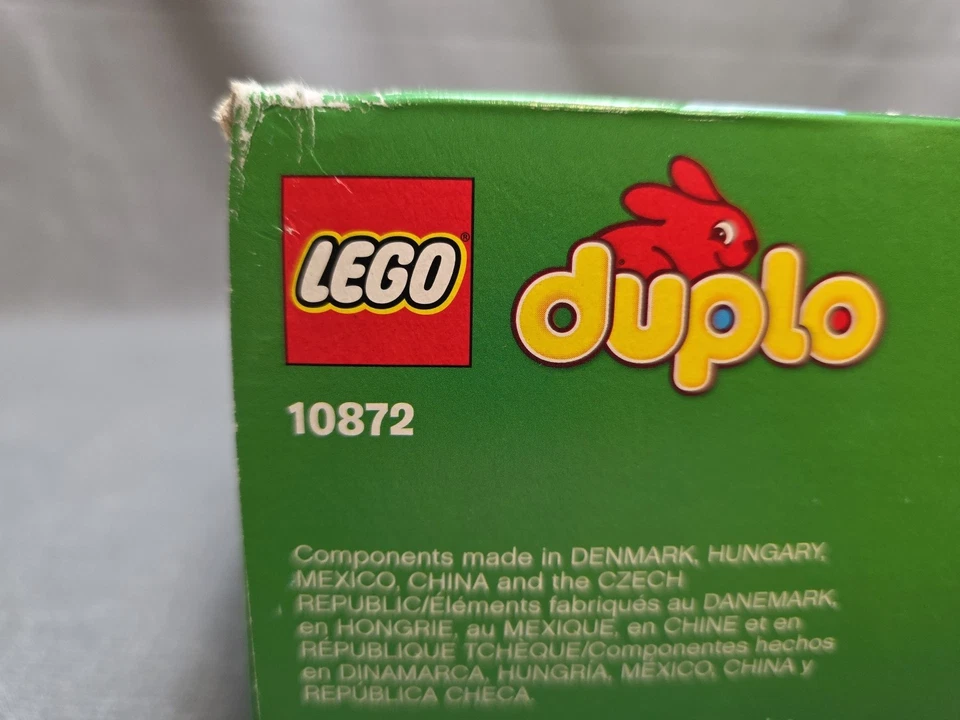 LEGO®
duplo
10872
Components made in DENMARK, HUNGARY,
MEXICO, CHINA and the CZECH
REPUBLIC/Éléments fabriqués au DANEMARK,
en HONGRIE, au MEXIQUE, en CHINE et en
RÉPUBLIQUE TCHÈQUE/Componentes hechos
en DINAMARCA, HUNGRÍA, MÉXICO, CHINA y
REPÚBLICA CHECA.